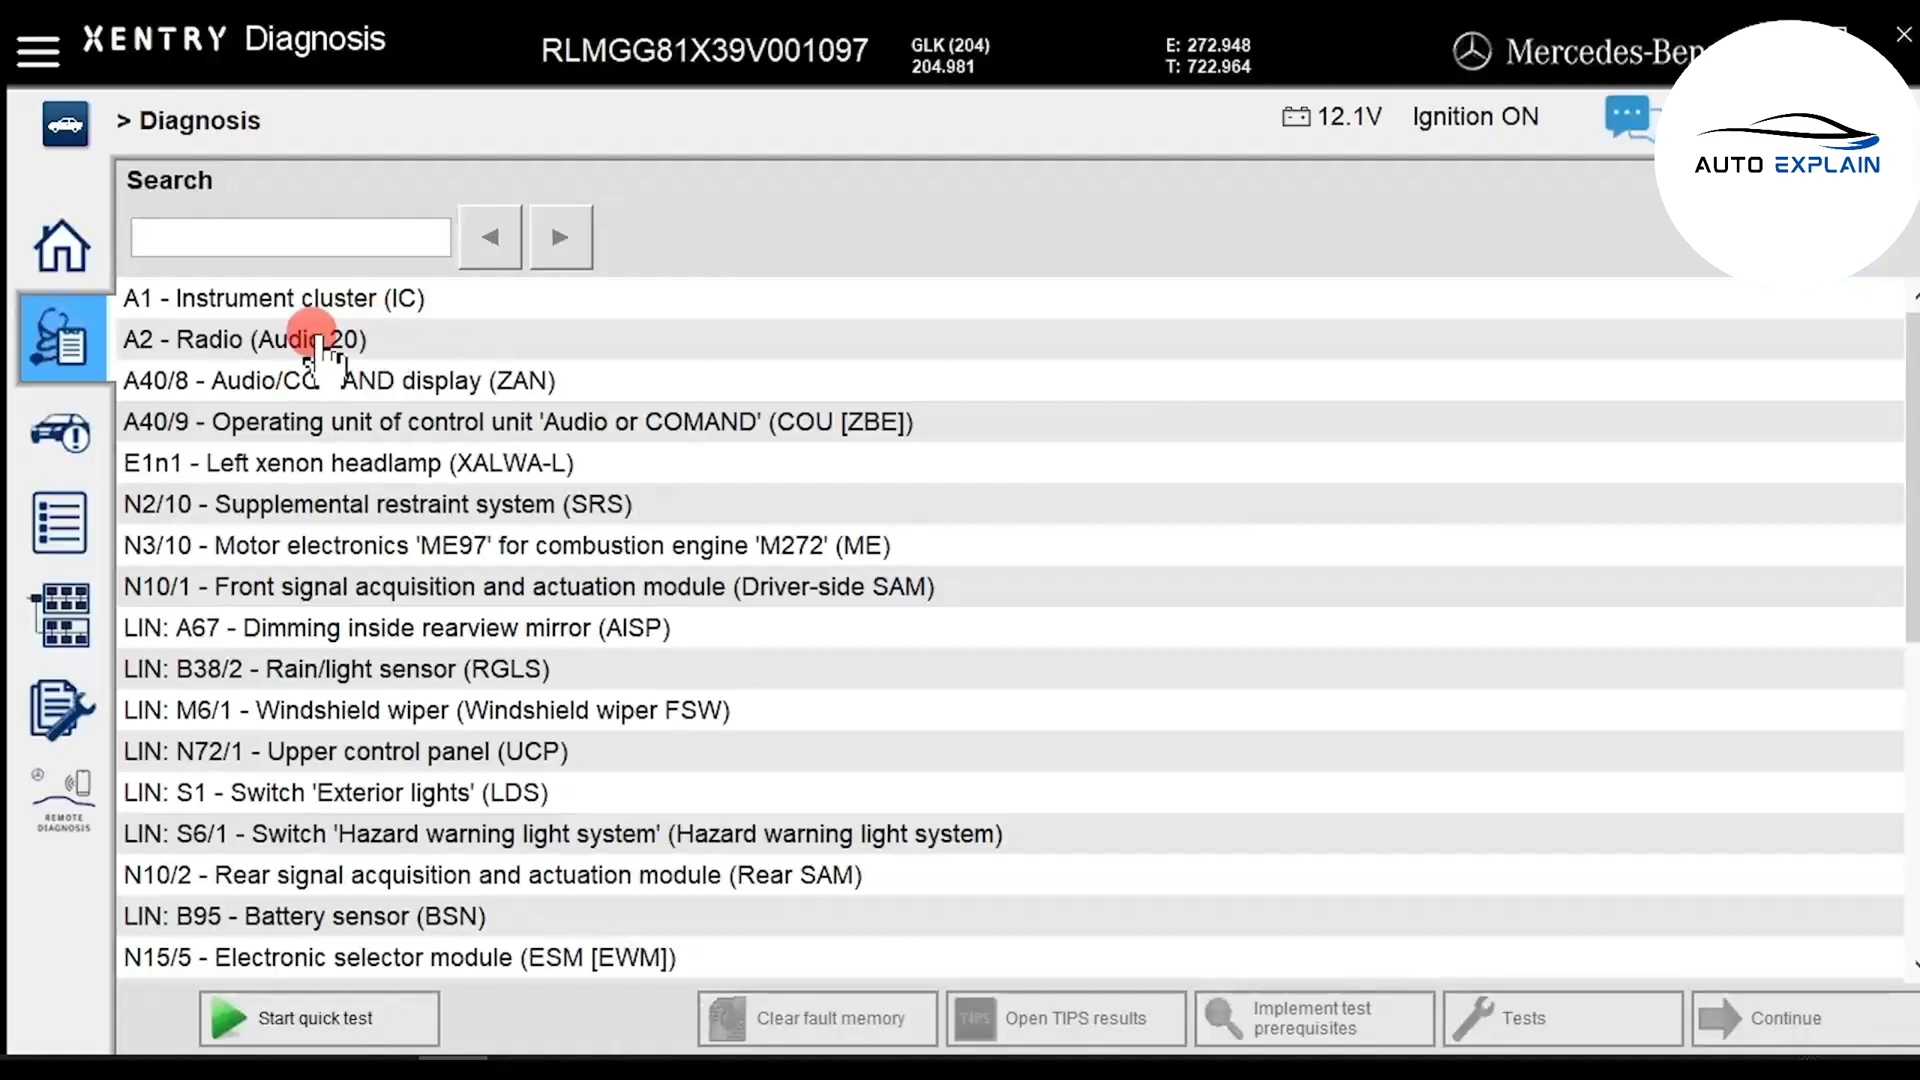 XENTRY Diagnosis
RLMGG81X39V001097
GLK (204)
204.981
E: 272.948
T: 722.964
Mercedes-Ben
> Diagnosis
12.1V
Ignition ON
AUTO EXPLAIN
Search
A1 - Instrument cluster (IC)
A2 - Radio (Audio 20)
A40/8 - Audio/CO AND display (ZAN)
A40/9 - Operating unit of control unit 'Audio or COMAND' (COU [ZBE])
E1n1 - Left xenon headlamp (XALWA-L)
N2/10 - Supplemental restraint system (SRS)
N3/10 - Motor electronics 'ME97' for combustion engine 'M272' (ME)
N10/1 - Front signal acquisition and actuation module (Driver-side SAM)
LIN: A67 - Dimming inside rearview mirror (AISP)
LIN: B38/2 - Rain/light sensor (RGLS)
LIN: M6/1 - Windshield wiper (Windshield wiper FSW)
LIN: N72/1 - Upper control panel (UCP)
LIN: S1 - Switch 'Exterior lights' (LDS)
LIN: S6/1 - Switch 'Hazard warning light system' (Hazard warning light system)
N10/2 - Rear signal acquisition and actuation module (Rear SAM)
LIN: B95 - Battery sensor (BSN)
N15/5 - Electronic selector module (ESM [EWM])
REMOTE
DIAGNOSIS
Start quick test
Clear fault memory
TIPS
Open TIPS results
Implement test
prerequisites
Tests
Continue